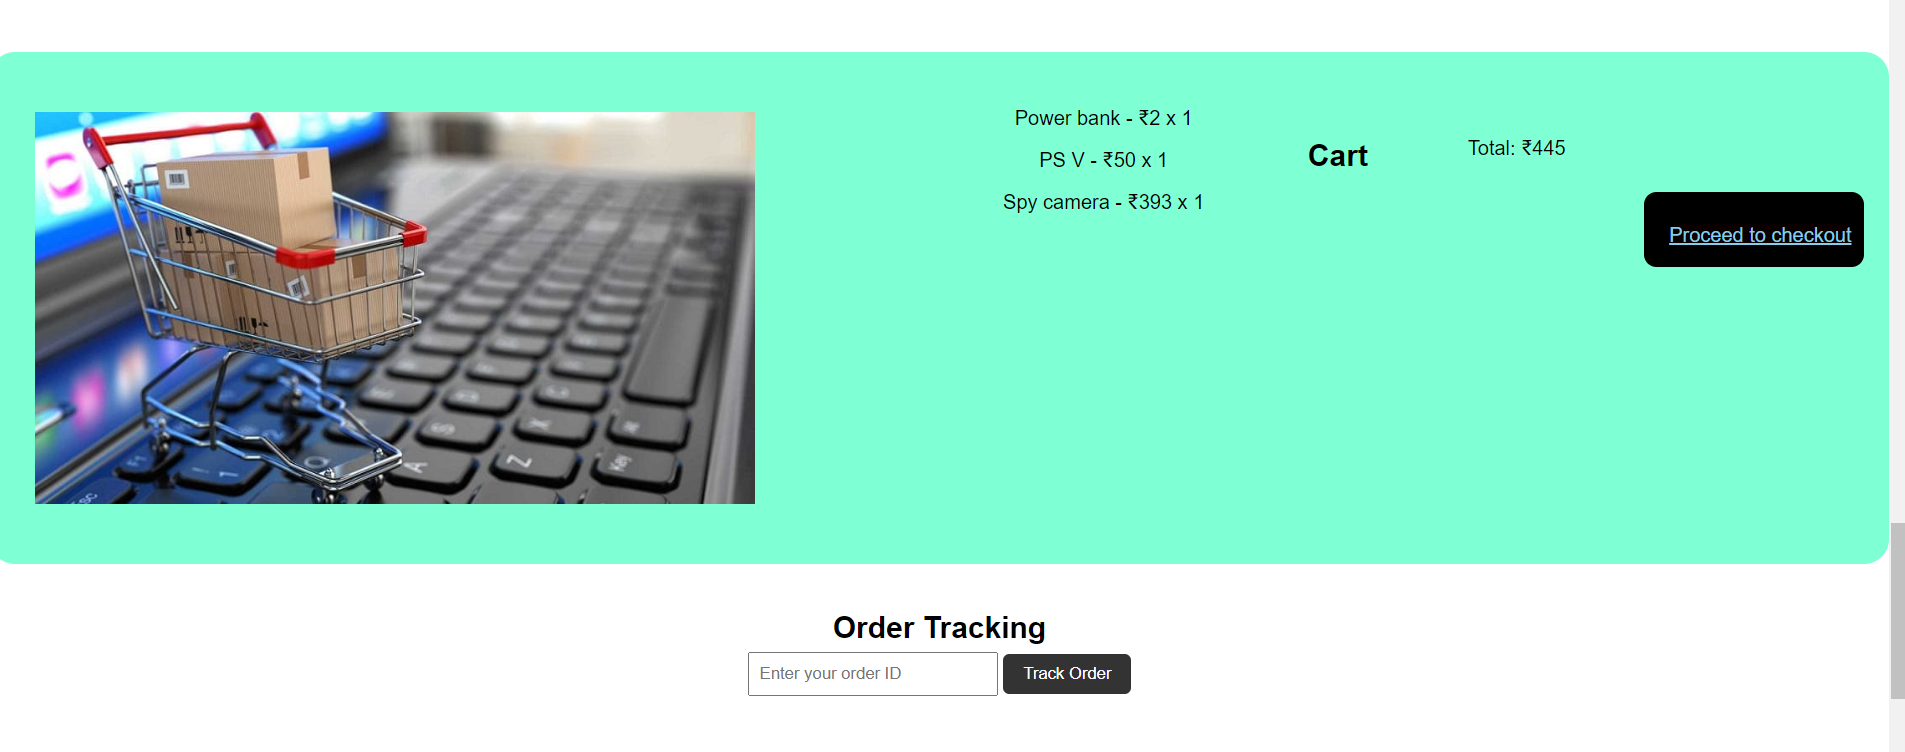 Power bank - ₹2 x 1
PS V - ₹50 x 1
Spy camera - ₹393 x 1
Cart
Total: ₹445
Proceed to checkout
Order Tracking
Enter your order ID
Track Order